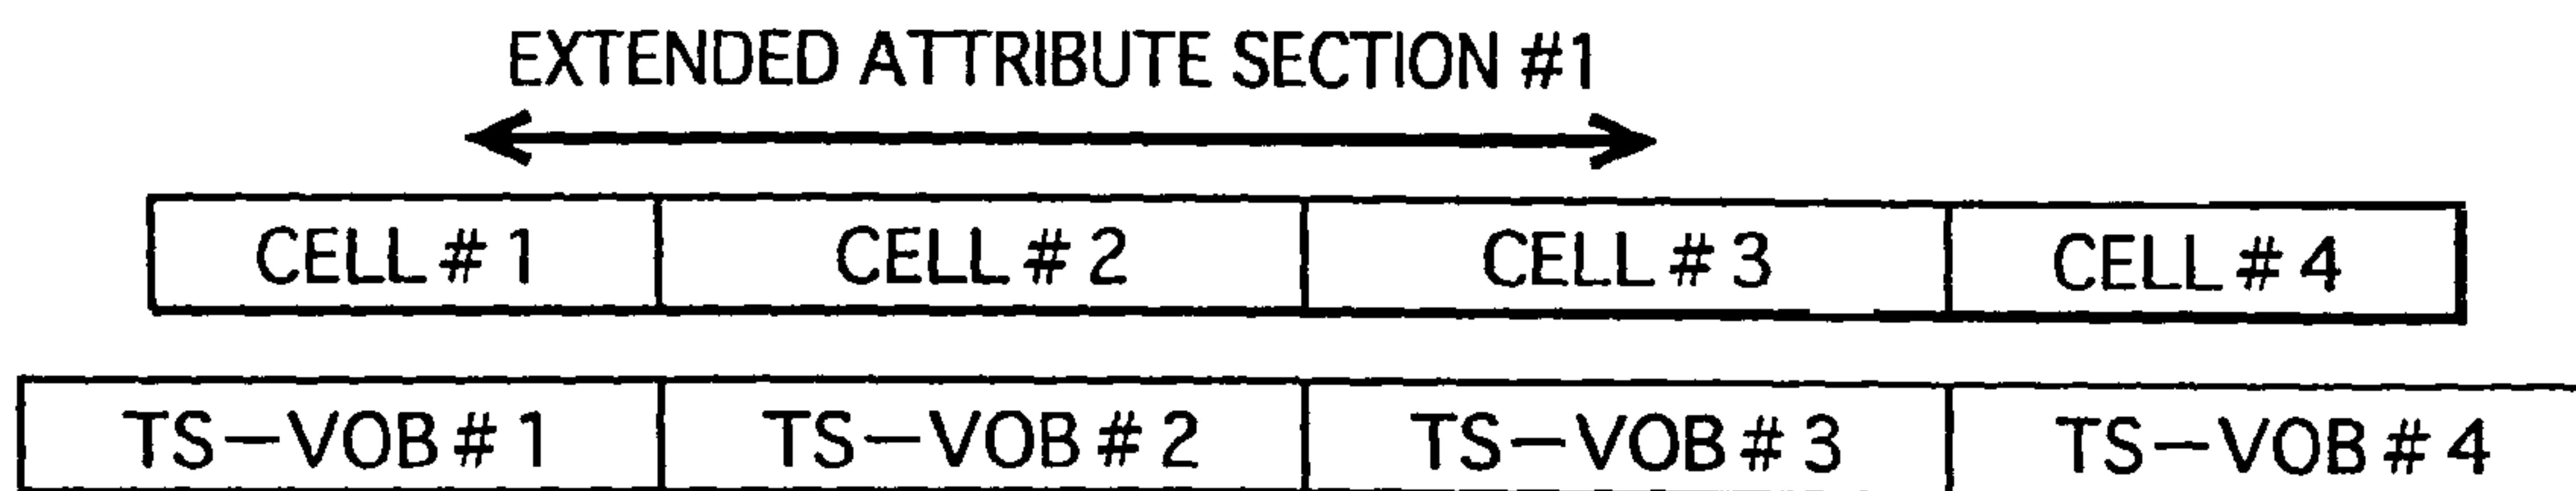 EXTENDED ATTRIBUTE SECTION #1
CELL # 1 CELL # 2 CELL # 3 CELL # 4
TS-VOB # 1 TS-VOB # 2 TS-VOB # 3 TS-VOB # 4